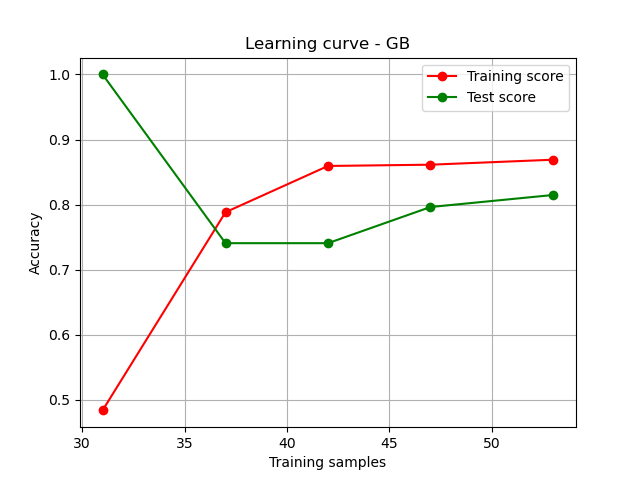 Learning curve - GB
Training score
Test score
1.0
0.9
0.8
0.7
0.6
0.5
Accuracy
30
35
40
45
50
Training samples